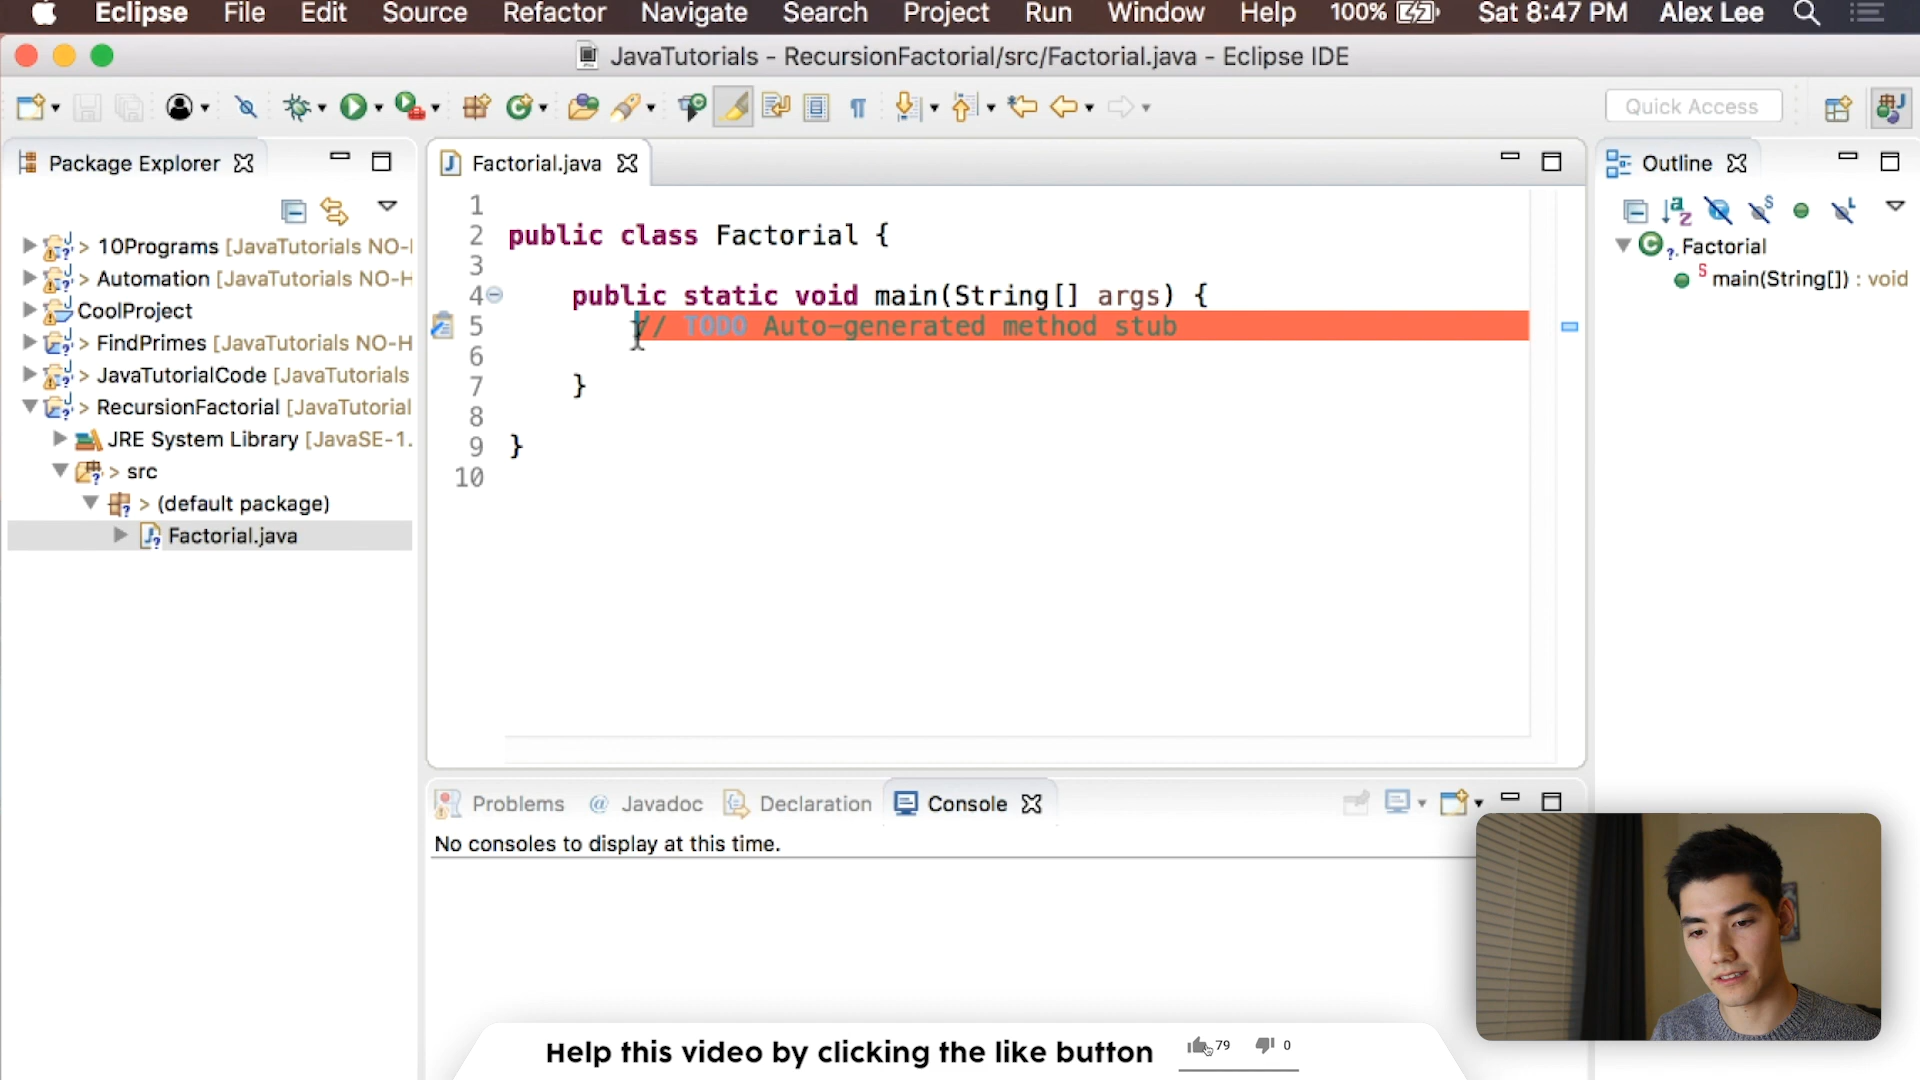 Eclipse File Edit Source Refactor Navigate Search Project Run Window Help 100% Sat 8:47 PM Alex Lee
JavaTutorials - RecursionFactorial/src/Factorial.java - Eclipse IDE
Quick Access
Package Explorer
> 10Programs [JavaTutorials NO-
> Automation [JavaTutorials NO-H
CoolProject
> FindPrimes [JavaTutorials NO-H
> JavaTutorialCode [JavaTutorials
> RecursionFactorial [JavaTutorial
JRE System Library [JavaSE-1.
> src
> (default package)
Factorial.java
Factorial.java
1
2 public class Factorial {
3
4 public static void main(String[] args) {
5 // TODO Auto-generated method stub
6
7 }
8
9 }
10
Outline
Factorial
main(String[]) : void
Problems @ Javadoc Declaration Console
No consoles to display at this time.
Help this video by clicking the like button 79 0